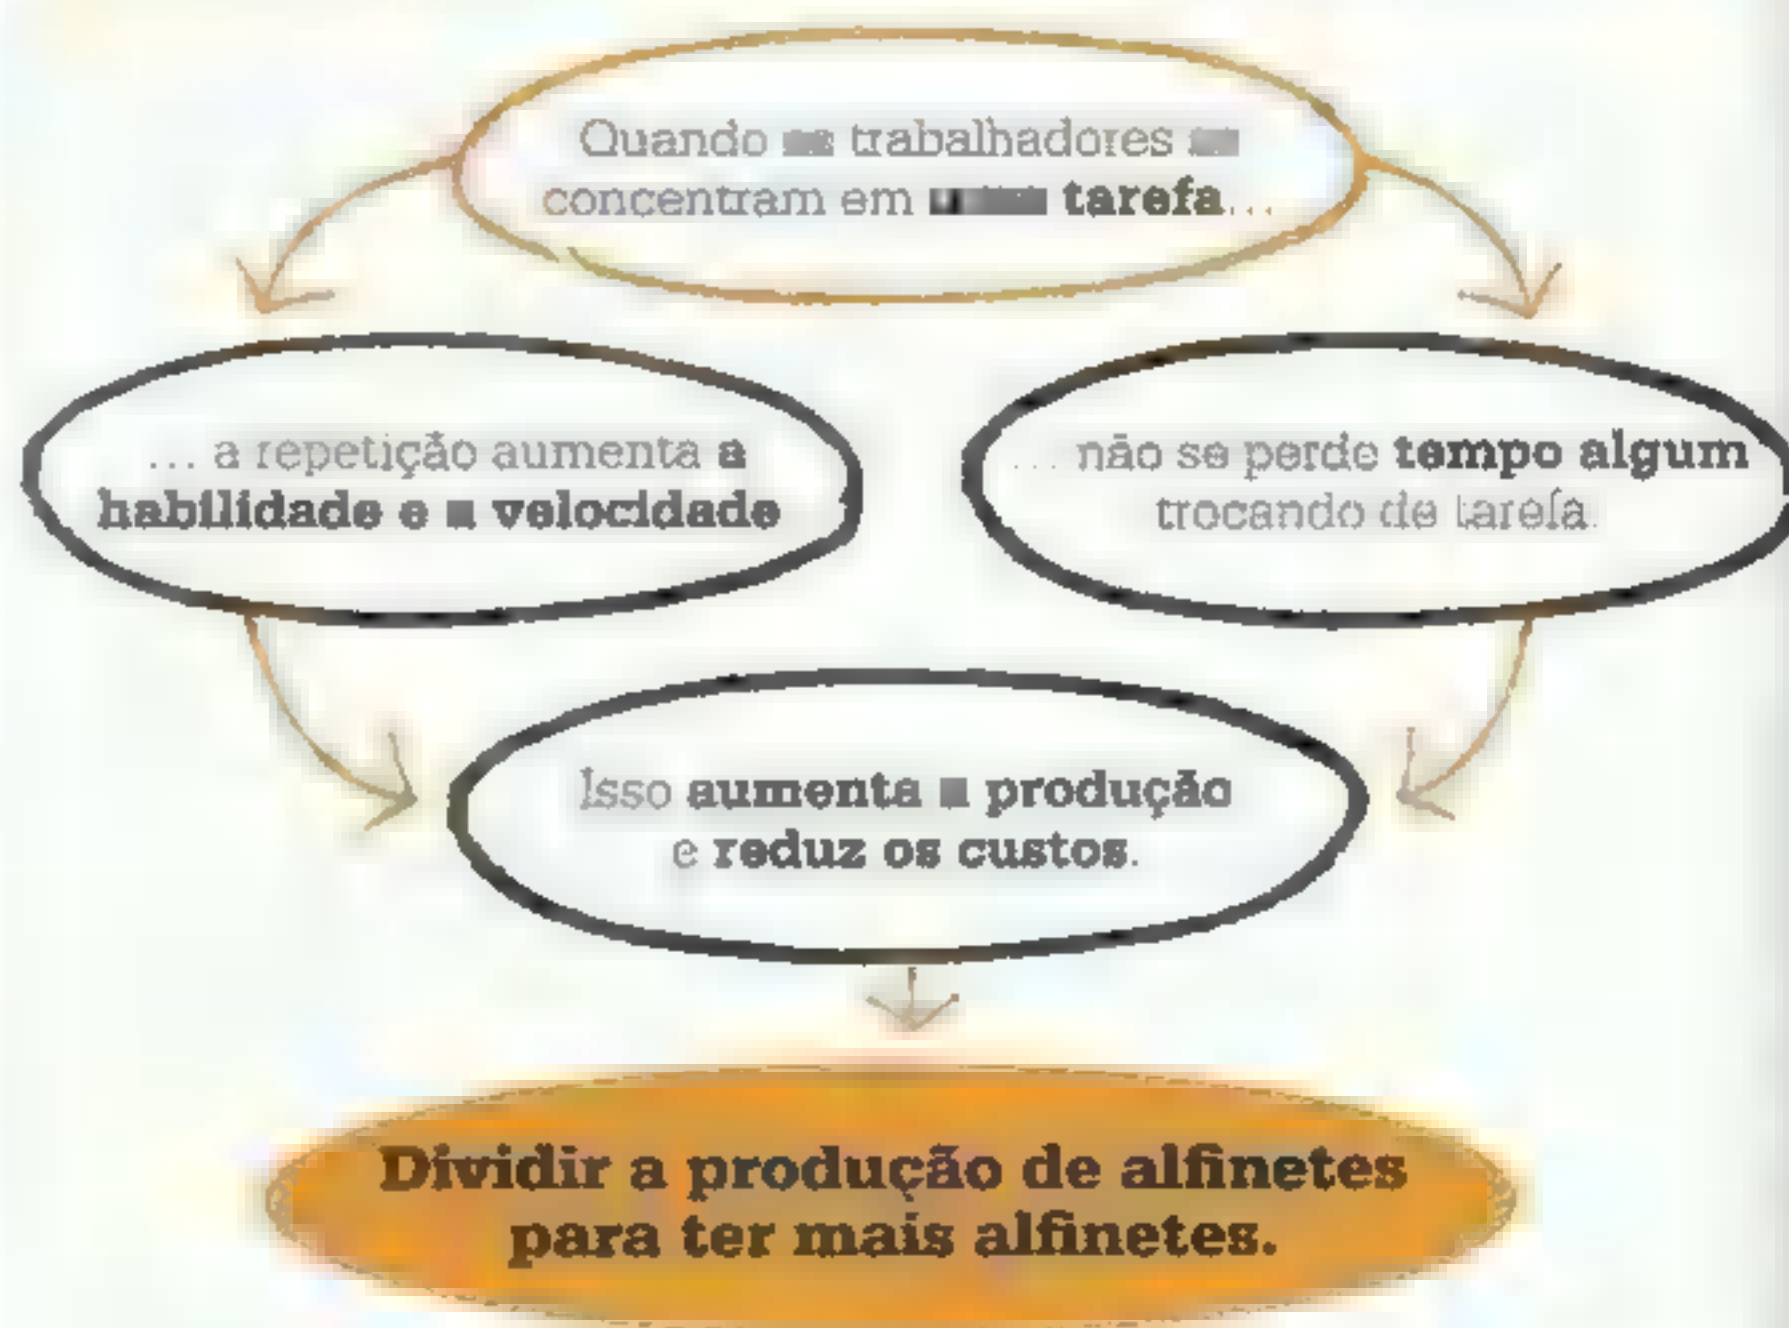 Quando trabalhadores
concentram em tarefa...
... a repetição aumenta a
habilidade e velocidade
... não se perde tempo algum
trocando de tarefa.
Isso aumenta produção
e reduz os custos.
Dividir a produção de alfinetes
para ter mais alfinetes.